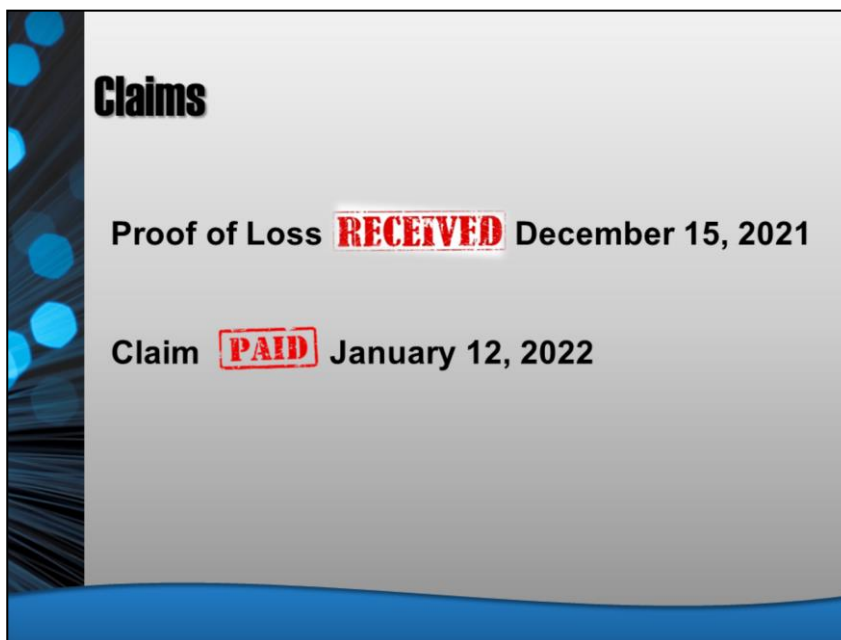 Claims
Proof of Loss RECEIVED December 15, 2021
Claim PAID January 12, 2022